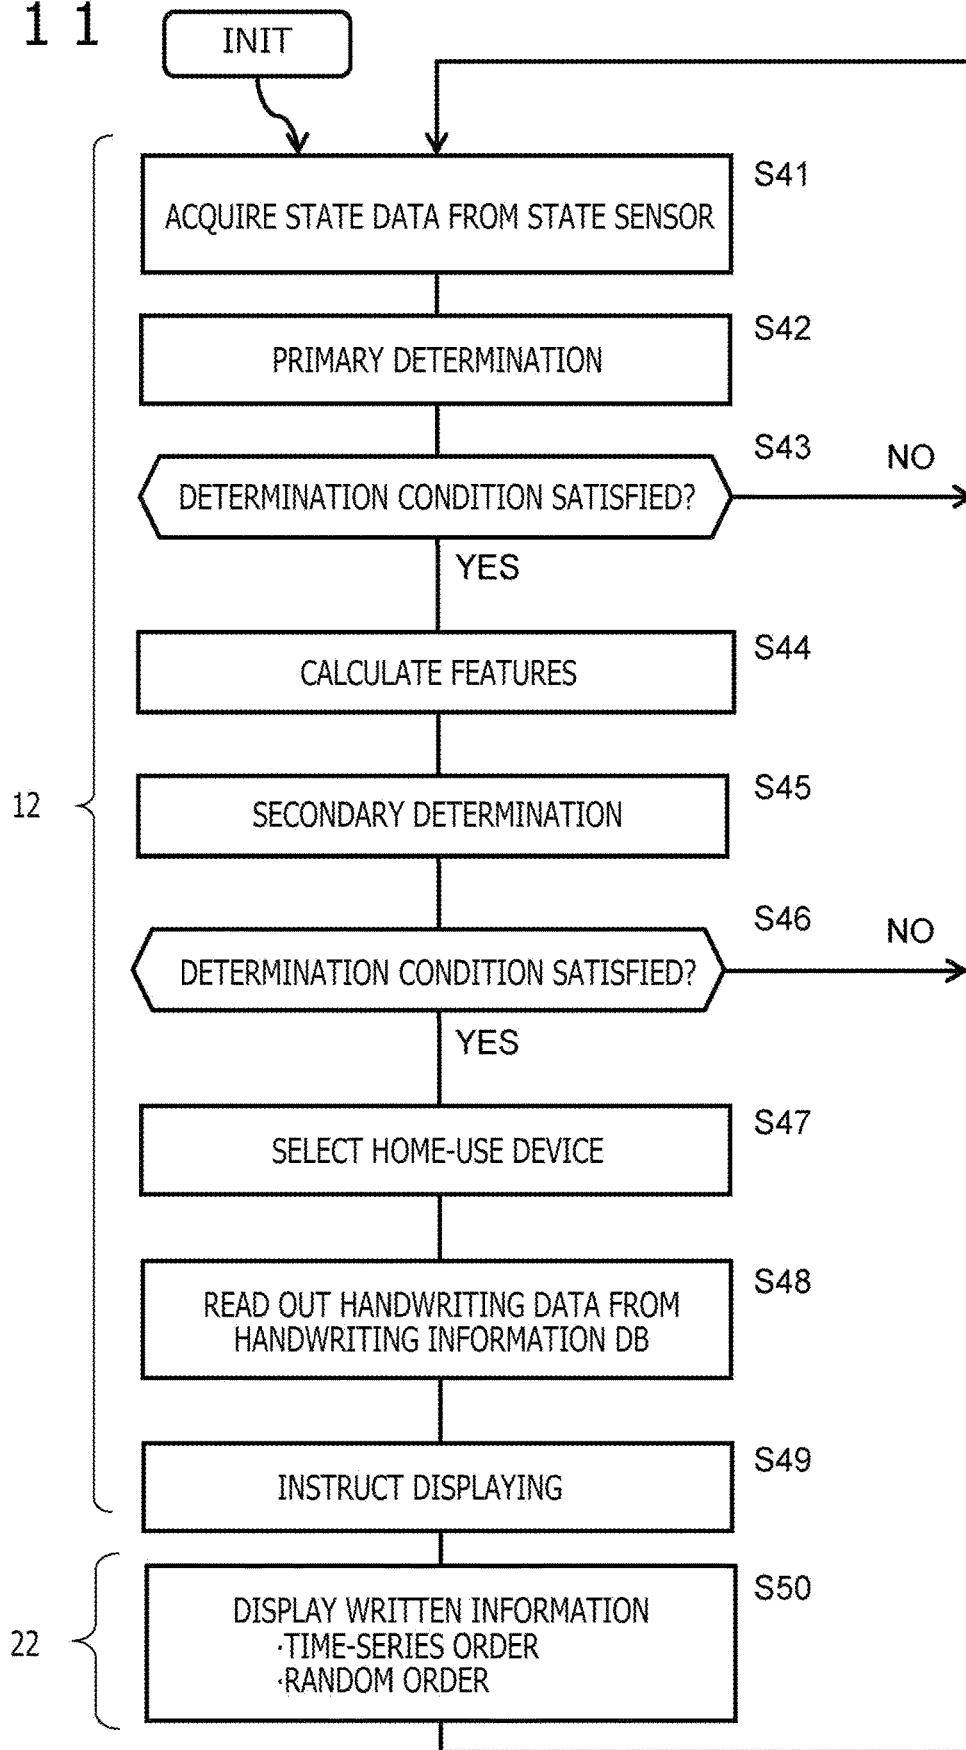 11
INIT
S41
ACQUIRE STATE DATA FROM STATE SENSOR
S42
PRIMARY DETERMINATION
S43
NO
DETERMINATION CONDITION SATISFIED?
YES
S44
CALCULATE FEATURES
S45
12
SECONDARY DETERMINATION
S46
NO
DETERMINATION CONDITION SATISFIED?
YES
S47
SELECT HOME-USE DEVICE
S48
READ OUT HANDWRITING DATA FROM
HANDWRITING INFORMATION DB
S49
INSTRUCT DISPLAYING
S50
DISPLAY WRITTEN INFORMATION
22
·TIME-SERIES ORDER
·RANDOM ORDER